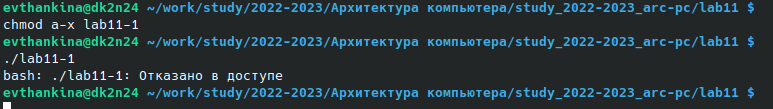 evthankina@dk2n24 ~/work/study/2022-2023/Архитектура компьютера/study_2022-2023_arc-pc/lab11 $
chmod a-x lab11-1
evthankina@dk2n24 ~/work/study/2022-2023/Архитектура компьютера/study_2022-2023_arc-pc/lab11 $
./lab11-1
bash: ./lab11-1: Отказано в доступе
evthankina@dk2n24 ~/work/study/2022-2023/Архитектура компьютера/study_2022-2023_arc-pc/lab11 $